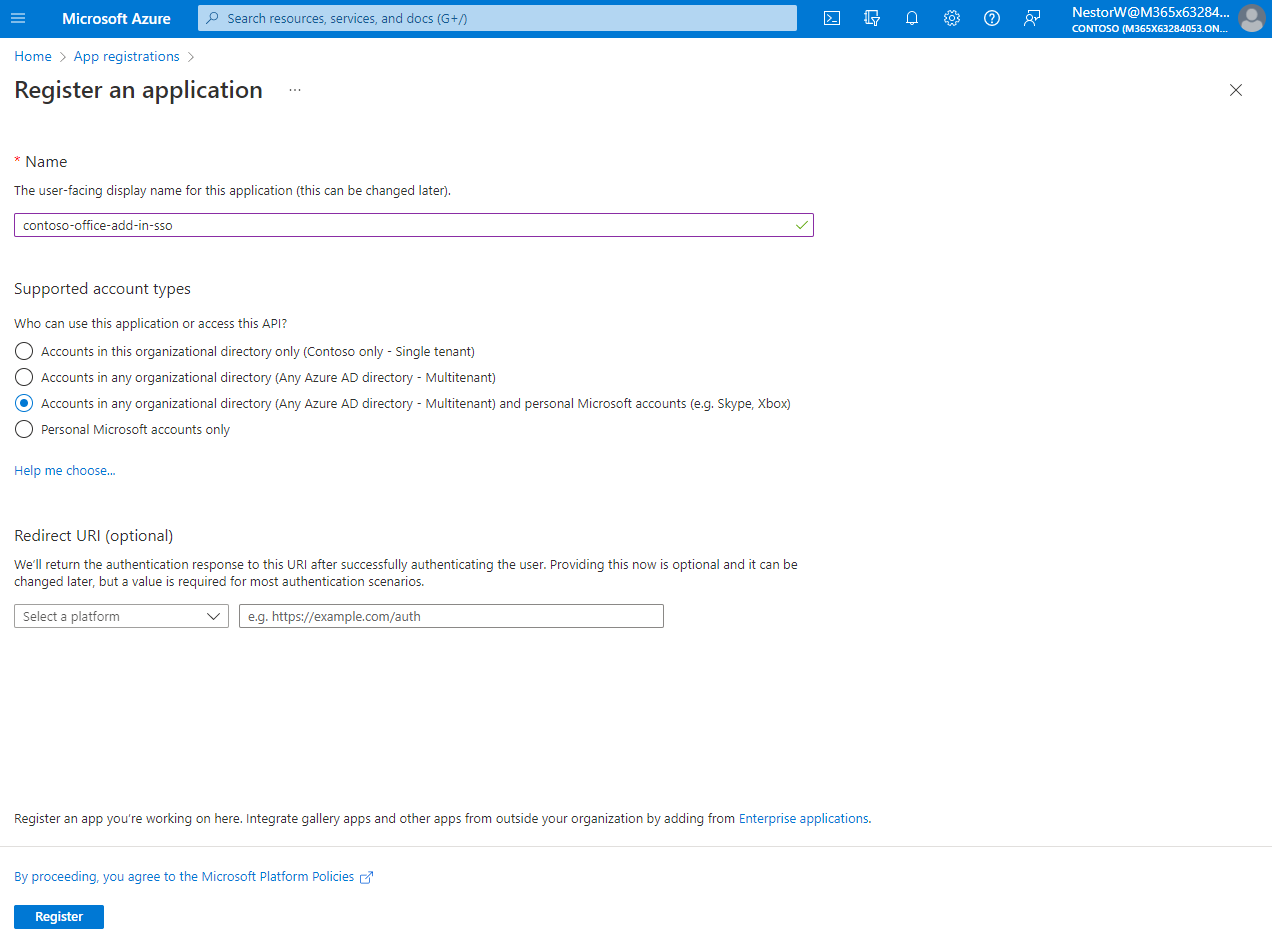 Microsoft Azure
Search resources, services, and docs (G+/)
NestorW@M365x63284...
CONTOSO (M365X63284053.ON...
Home > App registrations >
Register an application ...
* Name
The user-facing display name for this application (this can be changed later).
contoso-office-add-in-sso
Supported account types
Who can use this application or access this API?
Accounts in this organizational directory only (Contoso only - Single tenant)
Accounts in any organizational directory (Any Azure AD directory - Multitenant)
Accounts in any organizational directory (Any Azure AD directory - Multitenant) and personal Microsoft accounts (e.g. Skype, Xbox)
Personal Microsoft accounts only
Help me choose...
Redirect URI (optional)
We'll return the authentication response to this URI after successfully authenticating the user. Providing this now is optional and it can be
changed later, but a value is required for most authentication scenarios.
Select a platform
e.g. https://example.com/auth
Register an app you're working on here. Integrate gallery apps and other apps from outside your organization by adding from Enterprise applications.
By proceeding, you agree to the Microsoft Platform Policies
Register